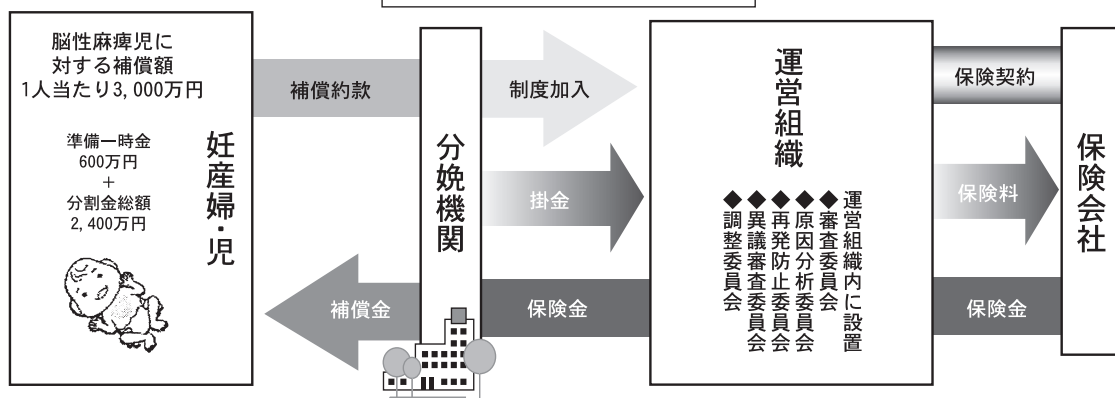 脳性麻痺児に
対する補償額
1人当たり3,000万円
準備一時金
600万円
+
分割金総額
2,400万円
妊産婦・児
補償約款
補償金
分娩機関
制度加入
掛金
保険金
運営組織
運営組織内に設置
◆審査委員会
◆原因分析委員会
◆再発防止委員会
◆異議審査委員会
◆調整委員会
保険契約
保険料
保険金
保険会社